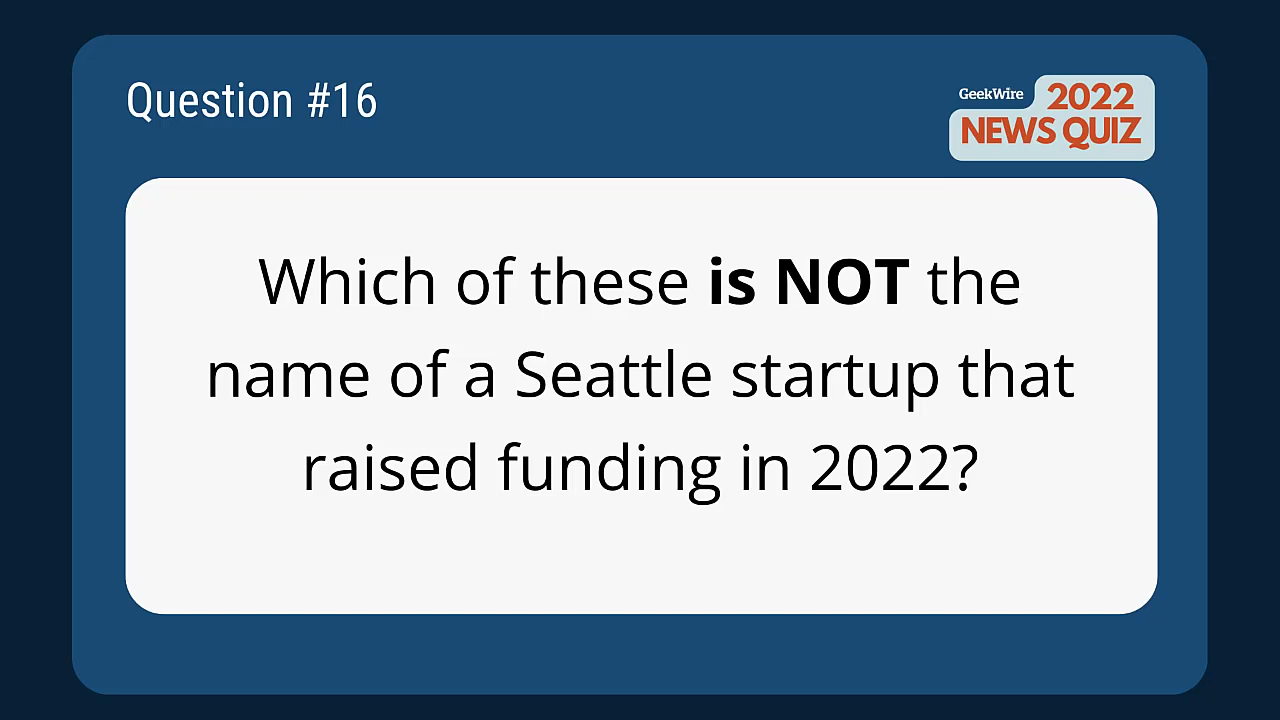 Question #16
GeekWire 2022
NEWS QUIZ
Which of these is NOT the
name of a Seattle startup that
raised funding in 2022?